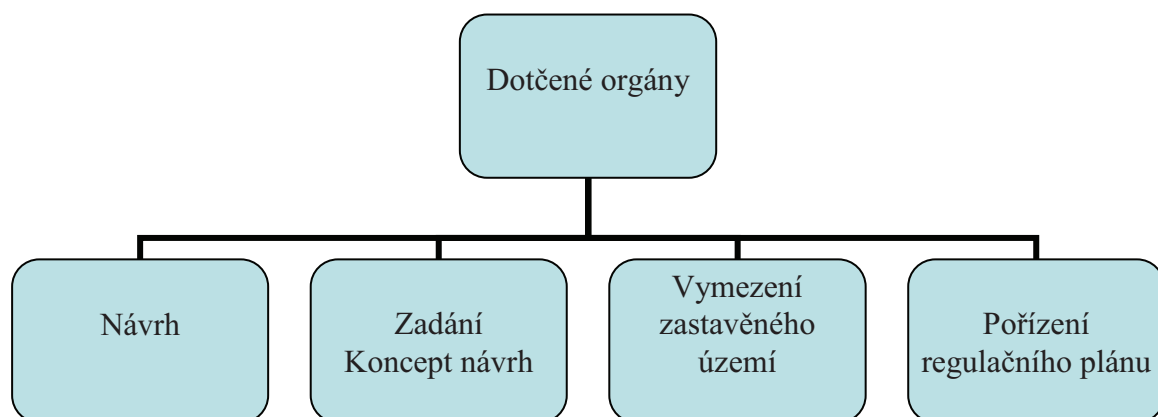 Dotčené orgány
Návrh
Zadání
Koncept návrh
Vymezení
zastavěného
území
Pořízení
regulačního plánu